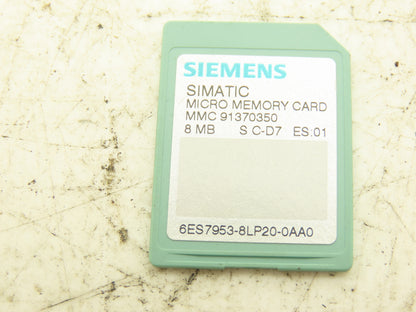 SIEMENS
SIMATIC
MICRO MEMORY CARD
MMC 91370350
8 MB S C-D7 ES:01
6ES7953-8LP20-0AA0